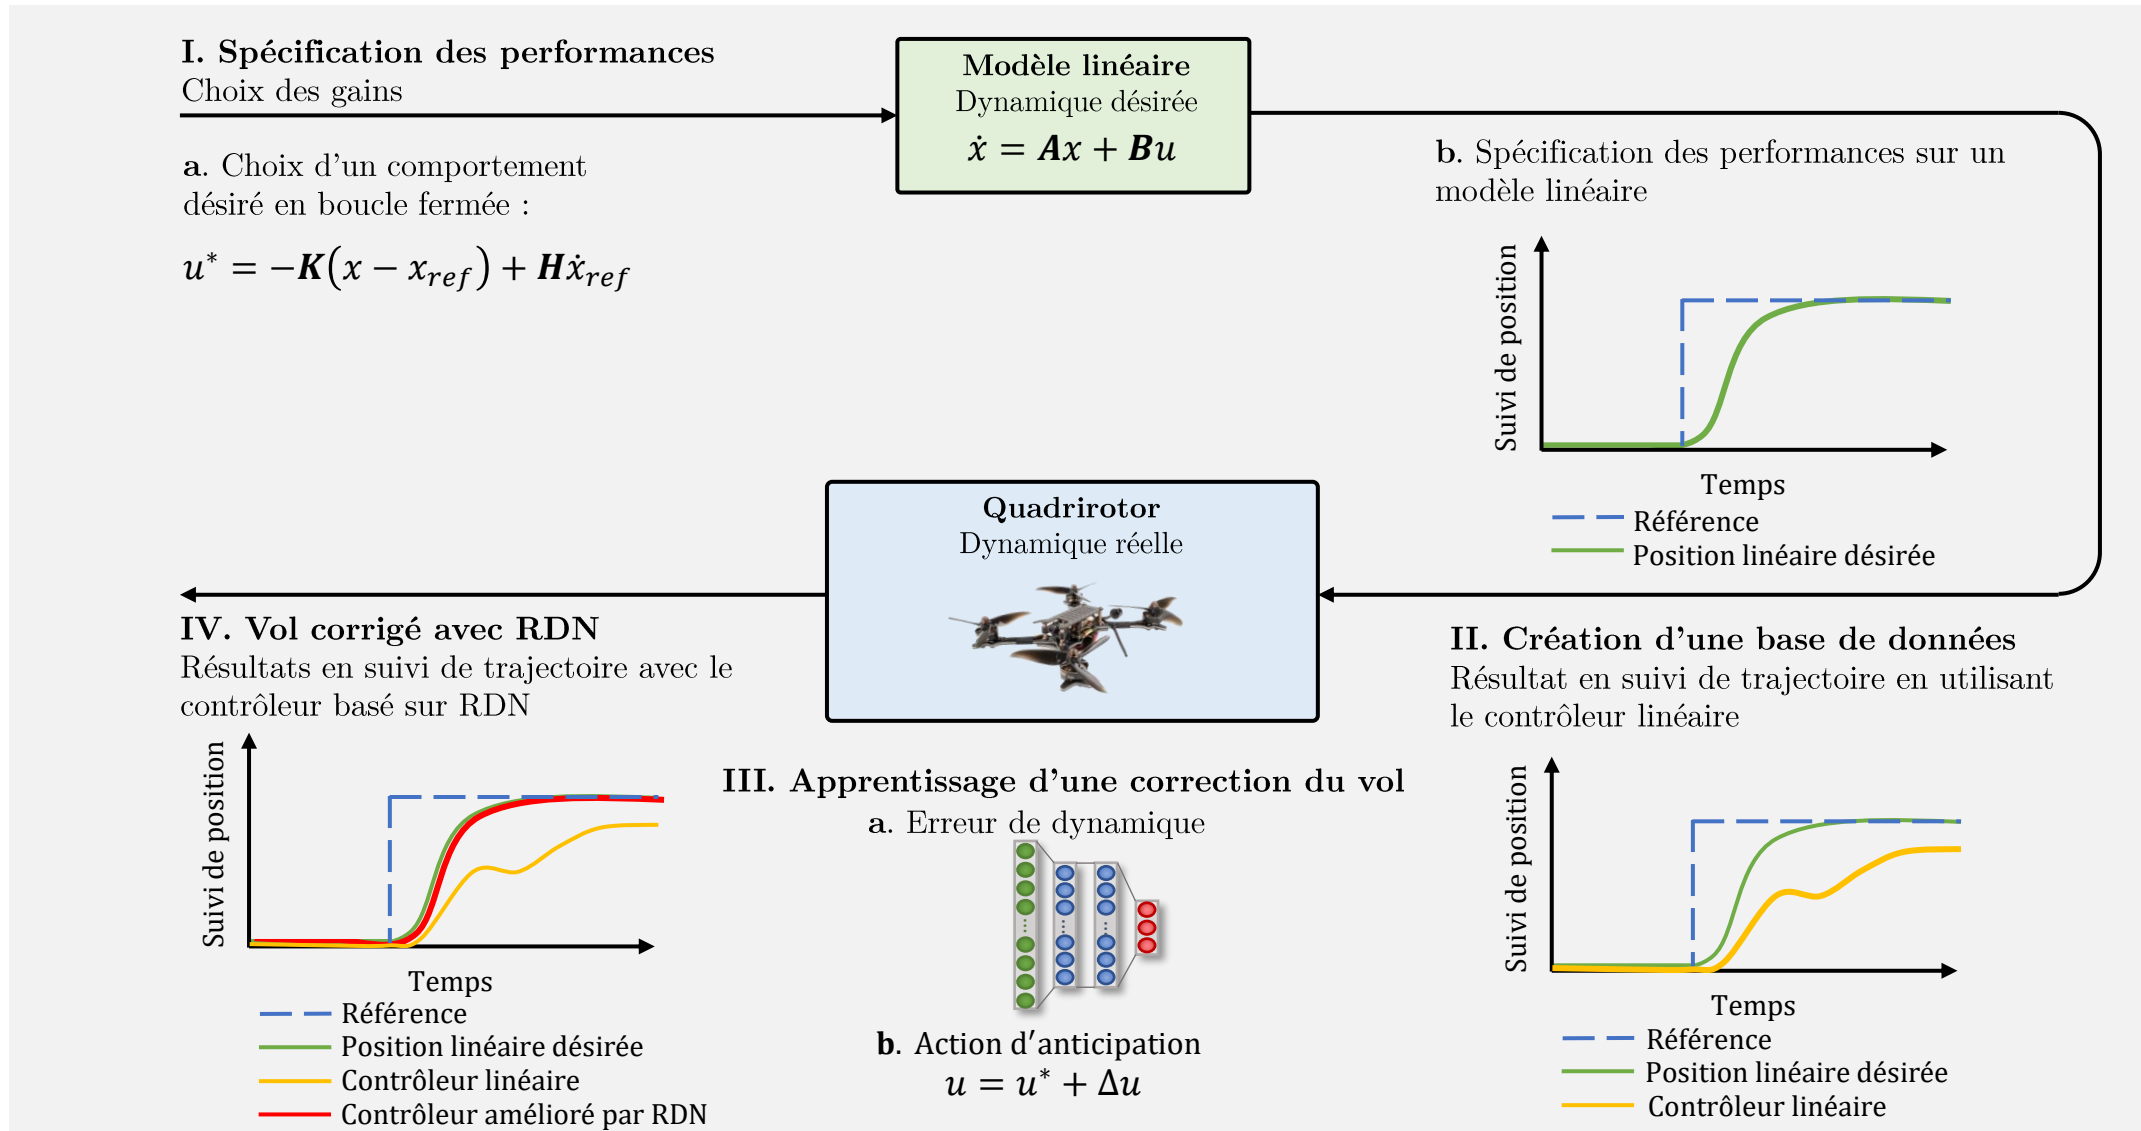 I. Spécification des performances
Choix des gains
a. Choix d'un comportement
désiré en boucle fermée :
u* = −K(x − x_ref) + Hẋ_ref
Modèle linéaire
Dynamique désirée
ẋ = Ax + Bu
b. Spécification des performances sur un
modèle linéaire
Suivi de position
Temps
Référence
Position linéaire désirée
Quadrirotor
Dynamique réelle
II. Création d'une base de données
Résultat en suivi de trajectoire en utilisant
le contrôleur linéaire
Suivi de position
Temps
Référence
Position linéaire désirée
Contrôleur linéaire
III. Apprentissage d'une correction du vol
a. Erreur de dynamique
b. Action d'anticipation
u = u* + Δu
IV. Vol corrigé avec RDN
Résultats en suivi de trajectoire avec le
contrôleur basé sur RDN
Suivi de position
Temps
Référence
Position linéaire désirée
Contrôleur linéaire
Contrôleur amélioré par RDN